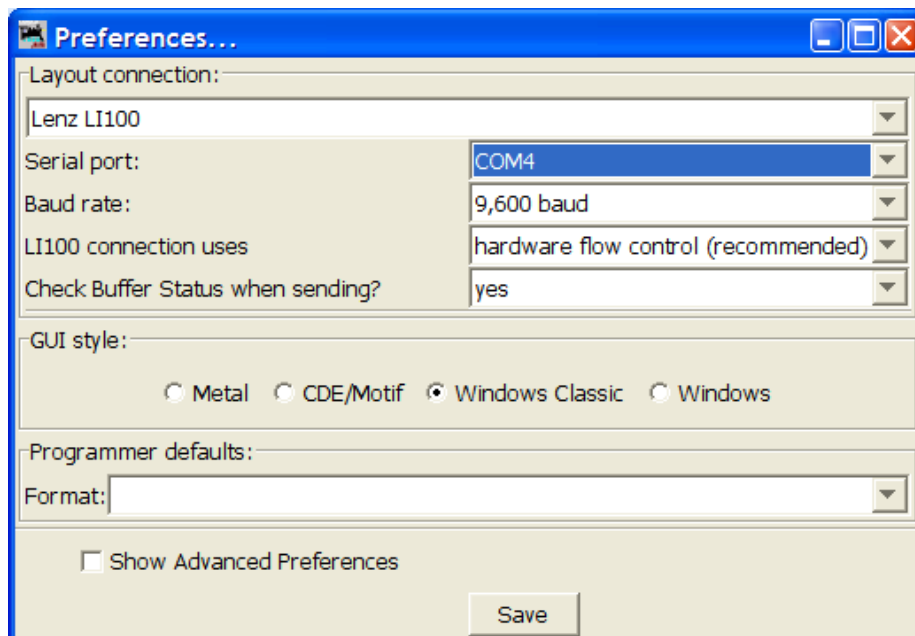 Preferences...
Layout connection:
Lenz LI100
Serial port: COM4
Baud rate: 9,600 baud
LI100 connection uses hardware flow control (recommended)
Check Buffer Status when sending? yes
GUI style:
Metal CDE/Motif Windows Classic Windows
Programmer defaults:
Format:
Show Advanced Preferences
Save